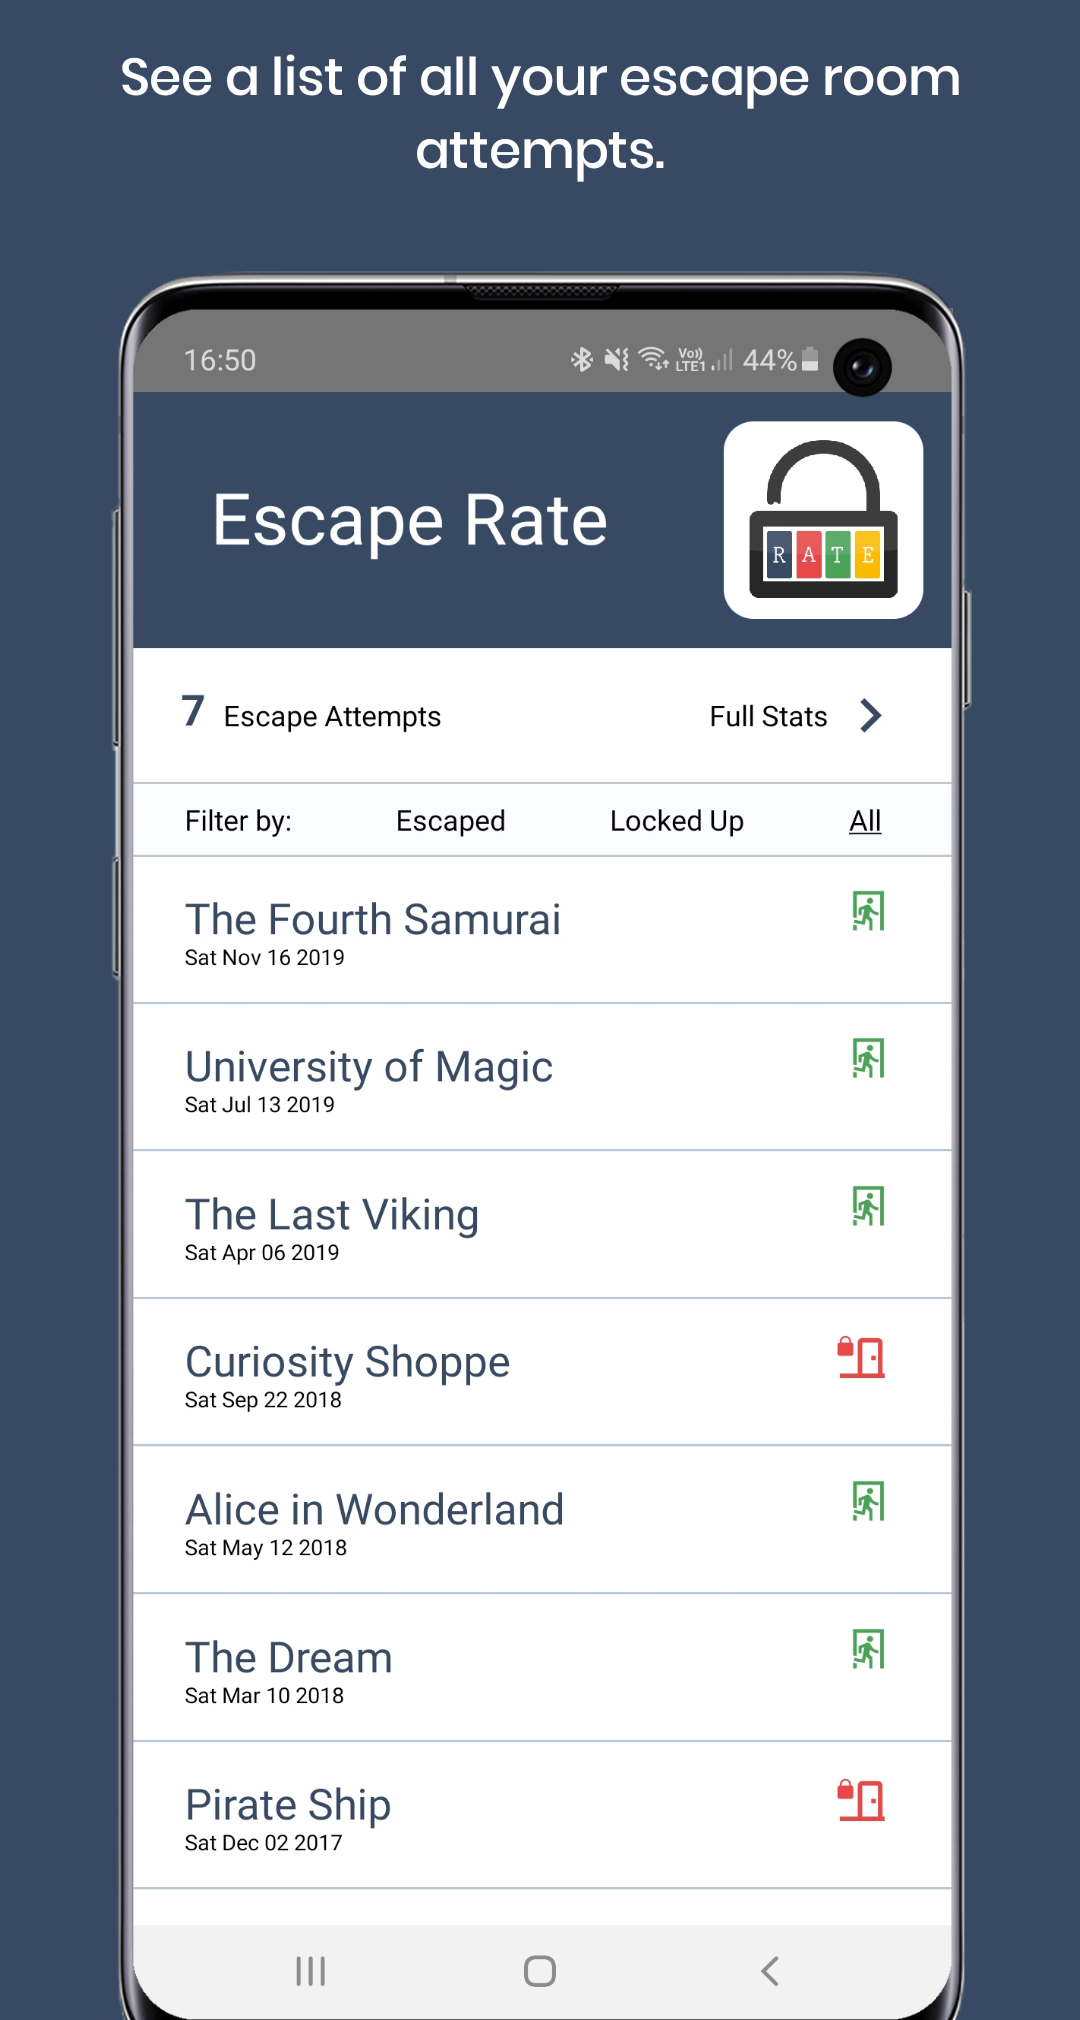 See a list of all your escape room
attempts.
16:50
Vo)) LTE1 44%
Escape Rate
R A T E
7 Escape Attempts Full Stats
Filter by: Escaped Locked Up All
The Fourth Samurai
Sat Nov 16 2019
University of Magic
Sat Jul 13 2019
The Last Viking
Sat Apr 06 2019
Curiosity Shoppe
Sat Sep 22 2018
Alice in Wonderland
Sat May 12 2018
The Dream
Sat Mar 10 2018
Pirate Ship
Sat Dec 02 2017